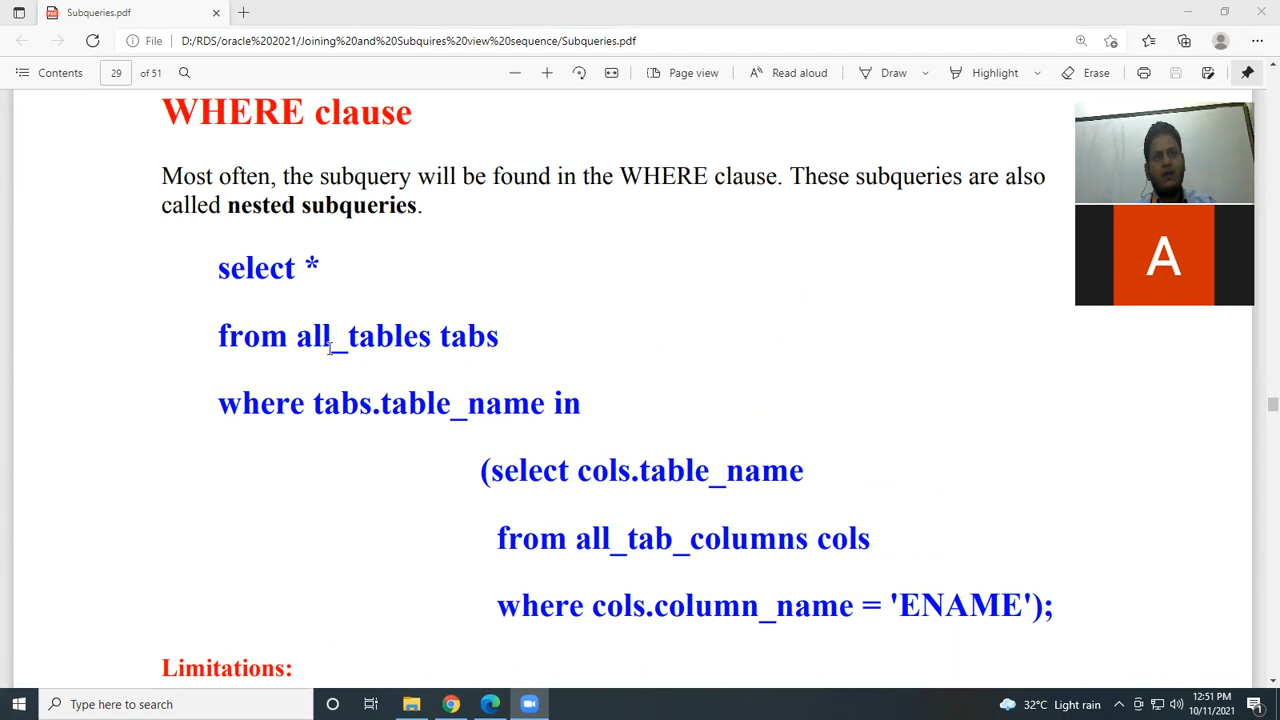 Subqueries.pdf
File D:/RDS/oracle%202021/Joining%20and%20Subquires%20view%20sequence/Subqueries.pdf
Contents 29 of 51 Page view Read aloud Draw Highlight Erase
WHERE clause
Most often, the subquery will be found in the WHERE clause. These subqueries are also
called nested subqueries.
A
select *
from all_tables tabs
where tabs.table_name in
(select cols.table_name
from all_tab_columns cols
where cols.column_name = 'ENAME');
Limitations:
Type here to search
32°C Light rain
12:51 PM
10/11/2021
1